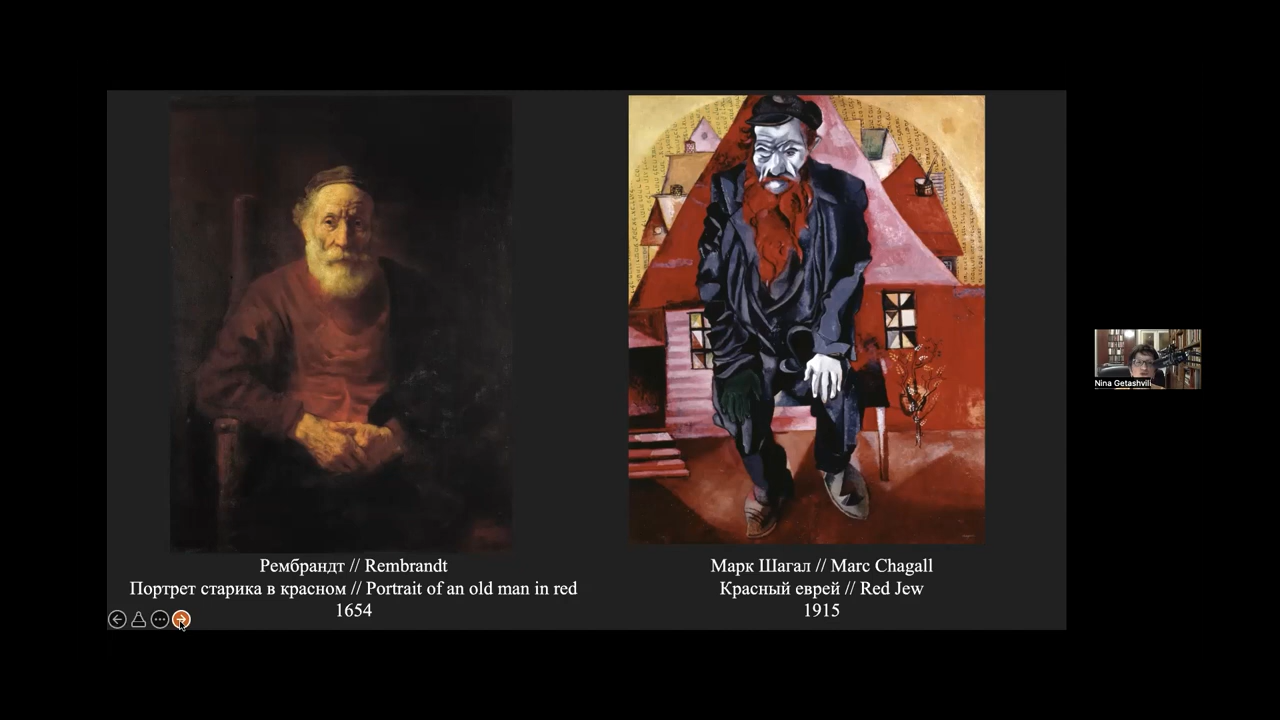 Рембрандт // Rembrandt
Портрет старика в красном // Portrait of an old man in red
1654
Марк Шагал // Marc Chagall
Красный еврей // Red Jew
1915
Nina Getashvili